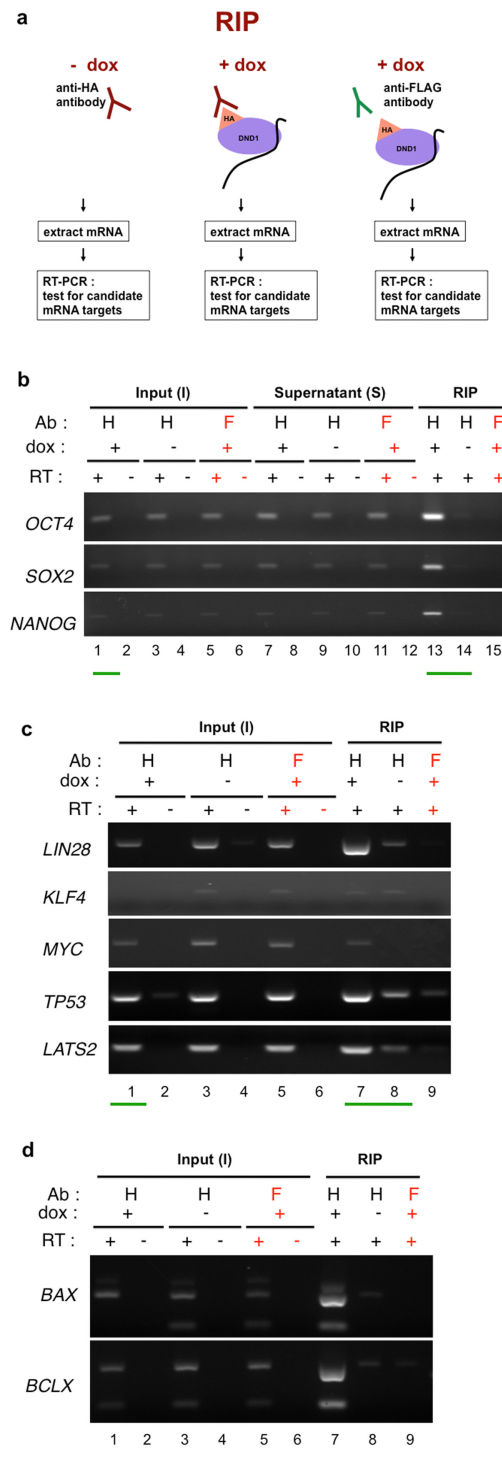 a
RIP
- dox + dox + dox
anti-HA antibody
anti-FLAG antibody
HA
DND1
HA
DND1
extract mRNA extract mRNA extract mRNA
RT-PCR : RT-PCR : RT-PCR :
test for candidate test for candidate test for candidate
mRNA targets mRNA targets mRNA targets
b
Input (I) Supernatant (S) RIP
Ab : H H F H H F H H F
dox : + - + + - + + - +
RT : + - + - + - + - + - + - + + +
OCT4
SOX2
NANOG
1 2 3 4 5 6 7 8 9 10 11 12 13 14 15
c
Input (I) RIP
Ab : H H F H H F
dox : + - + + - +
RT : + - + - + - + + +
LIN28
KLF4
MYC
TP53
LATS2
1 2 3 4 5 6 7 8 9
d
Input (I) RIP
Ab : H H F H H F
dox : + - + + - +
RT : + - + - + - + + +
BAX
BCLX
1 2 3 4 5 6 7 8 9